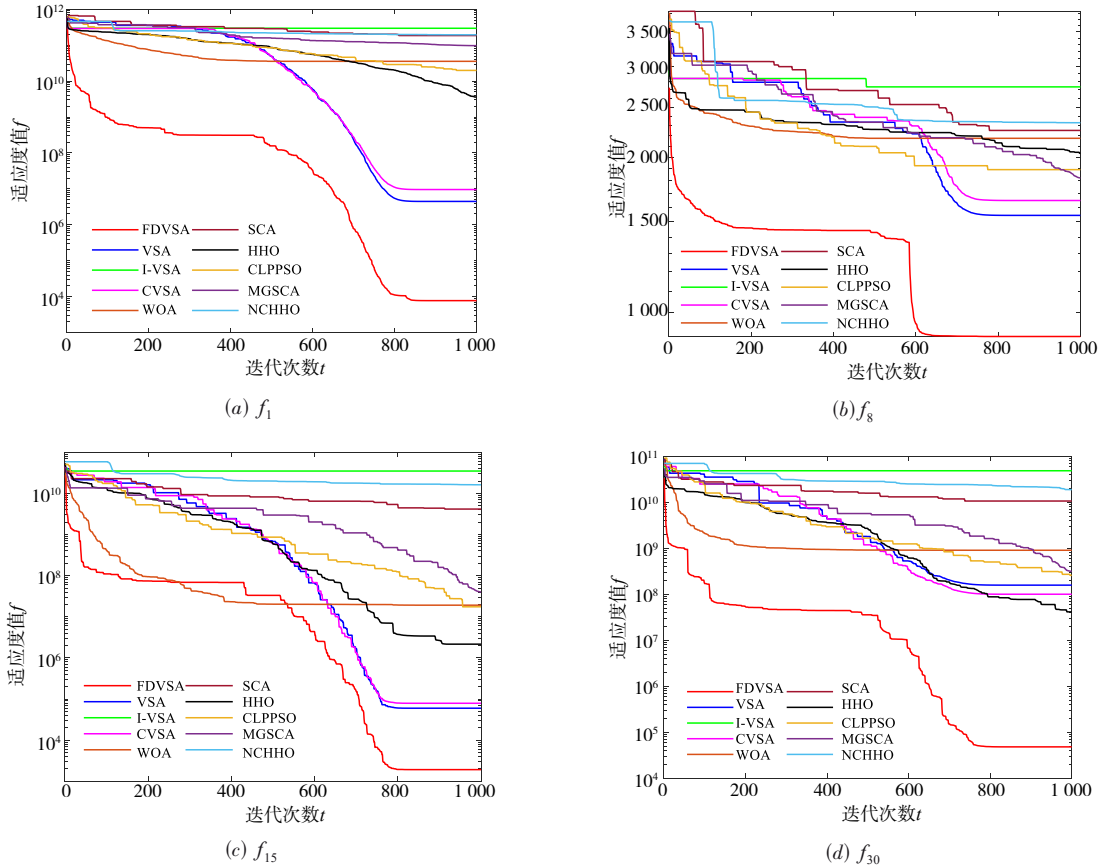 10¹²
10¹⁰
10⁸
10⁶
10⁴
适应度值f
FDVSA SCA
VSA HHO
I-VSA CLPPSO
CVSA MGSCA
WOA NCHHO
0 200 400 600 800 1 000
迭代次数t
(a) f₁
3 500
3 000
2 500
2 000
1 500
1 000
适应度值f
FDVSA SCA
VSA HHO
I-VSA CLPPSO
CVSA MGSCA
WOA NCHHO
0 200 400 600 800 1 000
迭代次数t
(b) f₈
10¹⁰
10⁸
10⁶
10⁴
适应度值f
FDVSA SCA
VSA HHO
I-VSA CLPPSO
CVSA MGSCA
WOA NCHHO
0 200 400 600 800 1 000
迭代次数t
(c) f₁₅
10¹¹
10¹⁰
10⁹
10⁸
10⁷
10⁶
10⁵
10⁴
适应度值f
FDVSA SCA
VSA HHO
I-VSA CLPPSO
CVSA MGSCA
WOA NCHHO
0 200 400 600 800 1 000
迭代次数t
(d) f₃₀